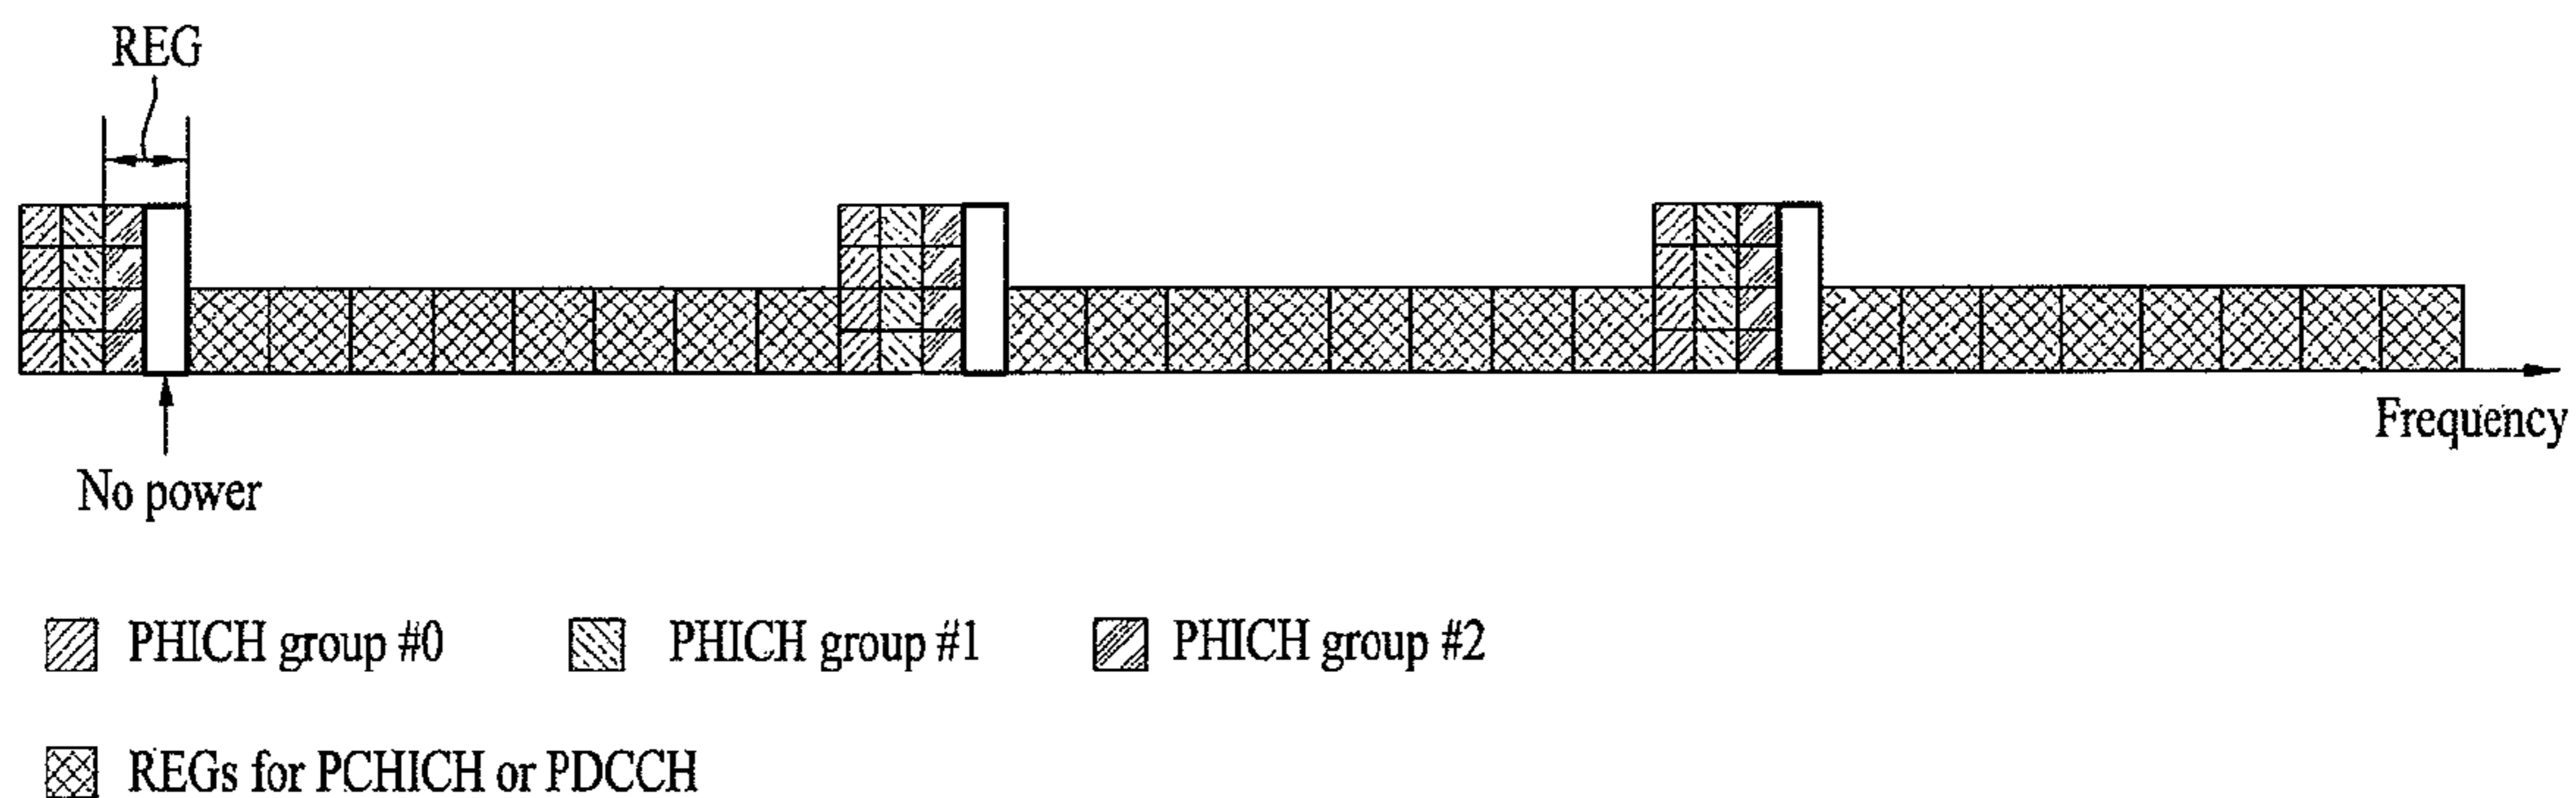 REG
Frequency
No power
PHICH group #0
PHICH group #1
PHICH group #2
REGs for PCHICH or PDCCH